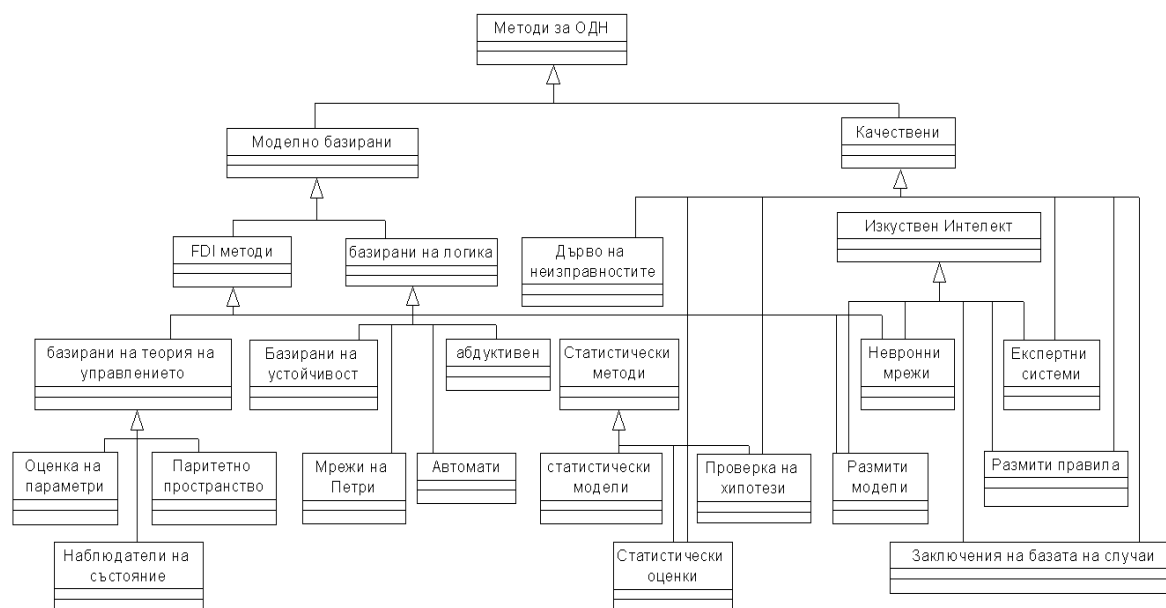 Методи за ОДН
Моделно базирани
Качествени
FDI методи
базирани на логика
Дърво на
неизправностите
Изкуствен Интелект
базирани на теория на
управлението
Базирани на
устойчивост
абдуктивен
Статистически
методи
Невронни
мрежи
Експертни
системи
Оценка на
параметри
Паритетно
пространство
Мрежи на
Петри
Автомати
статистически
модели
Проверка на
хипотези
Размити
модели
Размити правила
Наблюдатели на
състояние
Статистически
оценки
Заключения на базата на случаи